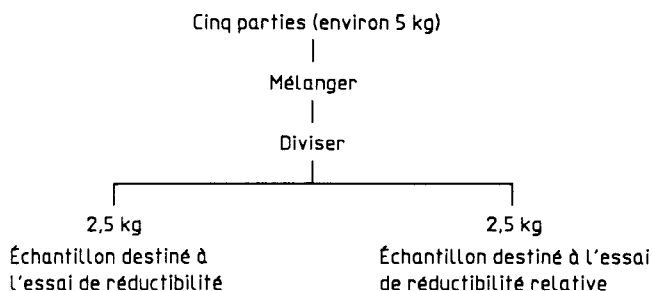 Cinq parties (environ 5 kg)
Mélanger
Diviser
2,5 kg
Échantillon destiné à
l'essai de réductibilité
2,5 kg
Échantillon destiné à l'essai
de réductibilité relative